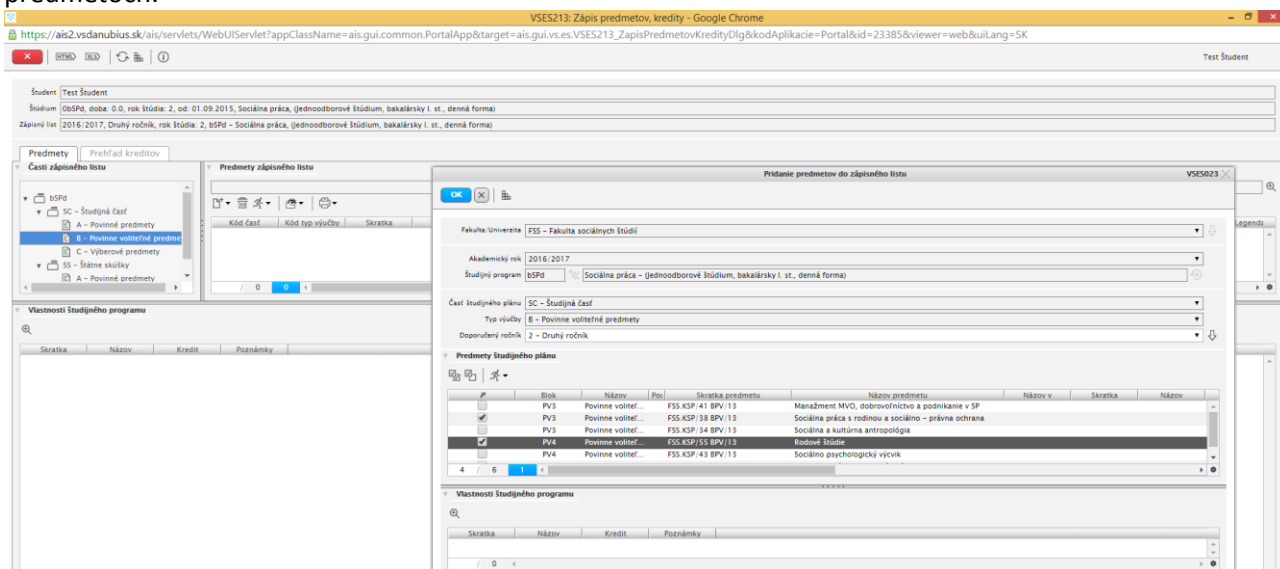 predmetoch.
VSES213: Zápis predmetov, kredity - Google Chrome
https://ais2.vsdanubius.sk/ais/servlets/WebUIServlet?appClassName=ais.gui.common.PortalApp&target=ais.gui.vs.es.VSES213_ZapisPredmetovKredityDlg&kodAplikacie=Portal&id=23385&viewer=web&uiLang=SK
HTML XLS Test Študent
Študent Test Študent
Štúdium 0bSPd, doba: 0.0, rok štúdia: 2, od: 01.09.2015, Sociálna práca, (Jednoodborové štúdium, bakalársky I. st., denná forma)
Zápisný list 2016/2017, Druhý ročník, rok štúdia: 2, bSPd - Sociálna práca, (Jednoodborové štúdium, bakalársky I. st., denná forma)
Predmety Prehľad kreditov
Časti zápisného listu
bSPd
SC - Študijná časť
A - Povinné predmety
B - Povinne voliteľné predme
C - Výberové predmety
SS - Štátne skúšky
A - Povinné predmety
Predmety zápisného listu
Kód časť Kód typ výučby Skratka
/ 0 0
Legenda
Vlastnosti študijného programu
Skratka Názov Kredit Poznámky
Pridanie predmetov do zápisného listu VSES023
OK
Fakulta/Univerzita FSS - Fakulta sociálnych štúdií
Akademický rok 2016/2017
Študijný program bSPd Sociálna práca - (Jednoodborové štúdium, bakalársky I. st., denná forma)
Časť študijného plánu SC - Študijná časť
Typ výučby B - Povinne voliteľné predmety
Doporučený ročník 2 - Druhý ročník
Predmety študijného plánu
P Blok Názov Po Skratka predmetu Názov predmetu Názov v Skratka Názov
PV3 Povinne voliteľ... FSS.KSP/41 BPV/13 Manažment MVO, dobrovoľníctvo a podnikanie v SP
PV3 Povinne voliteľ... FSS.KSP/38 BPV/13 Sociálna práca s rodinou a sociálno - právna ochrana
PV3 Povinne voliteľ... FSS.KSP/34 BPV/13 Sociálna a kultúrna antropológia
PV4 Povinne voliteľ... FSS.KSP/55 BPV/13 Rodové štúdie
PV4 Povinne voliteľ... FSS.KSP/43 BPV/13 Sociálno psychologický výcvik
4 / 6 1
Vlastnosti študijného programu
Skratka Názov Kredit Poznámky
/ 0